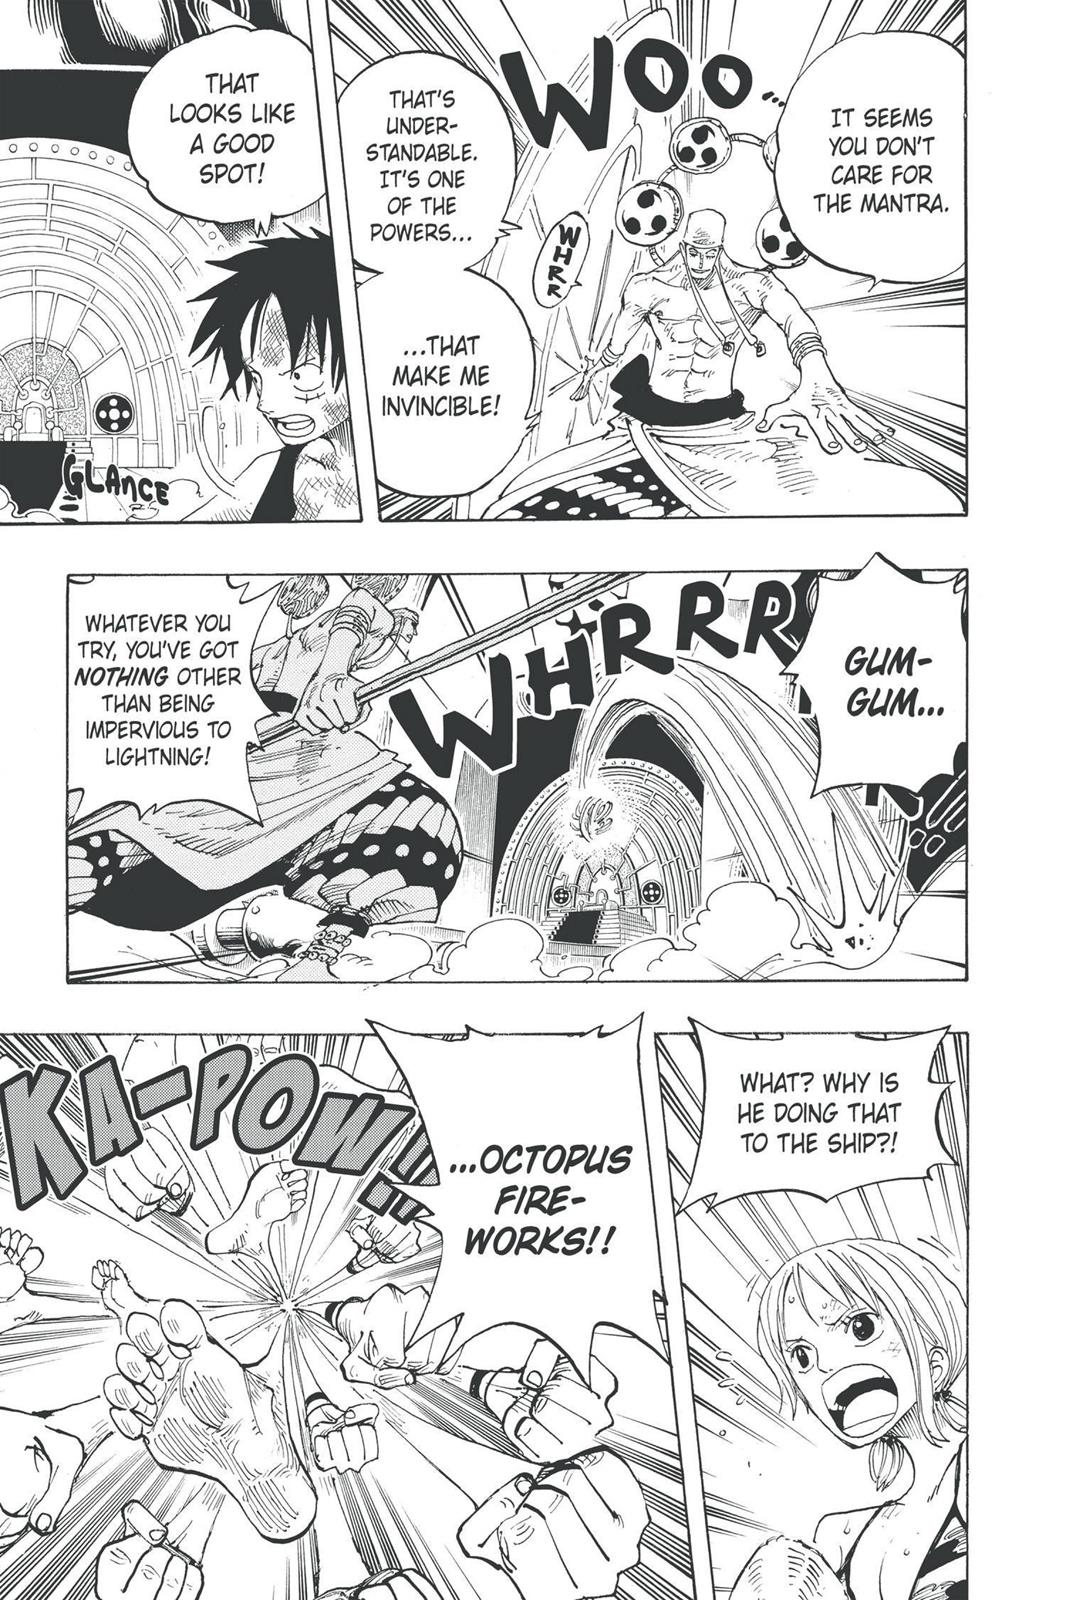 IT SEEMS
YOU DON'T
CARE FOR
THE MANTRA.
WOO...
WHRR
THAT'S
UNDER-
STANDABLE.
IT'S ONE
OF THE
POWERS...
...THAT
MAKE ME
INVINCIBLE!
THAT
LOOKS LIKE
A GOOD
SPOT!
GLANCE
GUM-
GUM...
WHRRRR
WHATEVER YOU
TRY, YOU'VE GOT
NOTHING OTHER
THAN BEING
IMPERVIOUS TO
LIGHTNING!
WHAT? WHY IS
HE DOING THAT
TO THE SHIP?!
...OCTOPUS
FIRE-
WORKS!!
KA-POW!!